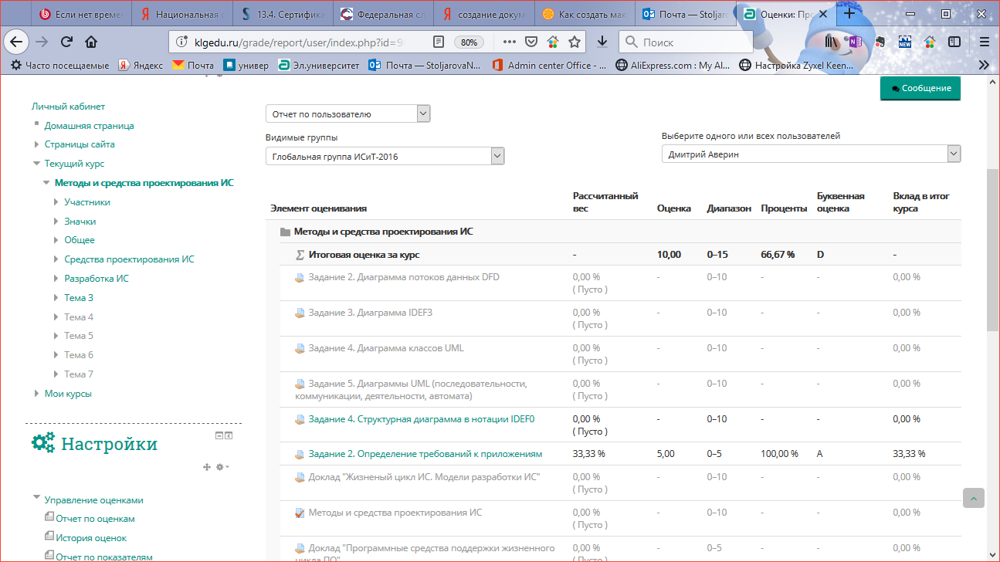 Если нет време
Национальная с
13.4. Сертифика
Федеральная сл
создание докум
Как создать мак
Почта — Stoljaro
Оценки: Про
klgedu.ru/grade/report/user/index.php?id=9
80%
Поиск
Часто посещаемые
Яндекс
Почта
универ
Эл.университет
Почта — StoljarovaN...
Admin center Office - ...
AliExpress.com : My Al...
Настройка Zyxel Keen...
Сообщение
Личный кабинет
Домашняя страница
Страницы сайта
Текущий курс
Методы и средства проектирования ИС
Участники
Значки
Общее
Средства проектирования ИС
Разработка ИС
Тема 3
Тема 4
Тема 5
Тема 6
Тема 7
Мои курсы
Настройки
Управление оценками
Отчет по оценкам
История оценок
Отчет по показателям
Отчет по пользователю
Видимые группы
Глобальная группа ИСиТ-2016
Выберите одного или всех пользователей
Дмитрий Аверин
Элемент оценивания Рассчитанный вес Оценка Диапазон Проценты Буквенная оценка Вклад в итог курса
Методы и средства проектирования ИС
Итоговая оценка за курс - 10,00 0–15 66,67 % D -
Задание 2. Диаграмма потоков данных DFD 0,00 % - 0–10 - - 0,00 %
( Пусто )
Задание 3. Диаграмма IDEF3 0,00 % - 0–10 - - 0,00 %
( Пусто )
Задание 4. Диаграмма классов UML 0,00 % - 0–10 - - 0,00 %
( Пусто )
Задание 5. Диаграммы UML (последовательности, 0,00 % - 0–10 - - 0,00 %
коммуникации, деятельности, автомата) ( Пусто )
Задание 4. Структурная диаграмма в нотации IDEF0 0,00 % - 0–10 - - 0,00 %
( Пусто )
Задание 2. Определение требований к приложениям 33,33 % 5,00 0–5 100,00 % A 33,33 %
Доклад "Жизненый цикл ИС. Модели разработки ИС" 0,00 % - 0–10 - - 0,00 %
( Пусто )
Методы и средства проектирования ИС 0,00 % - 0–10 - - 0,00 %
( Пусто )
Доклад "Программные средства поддержки жизненного 0,00 % - 0–5 - - 0,00 %
цикла ПО" ( Пусто )